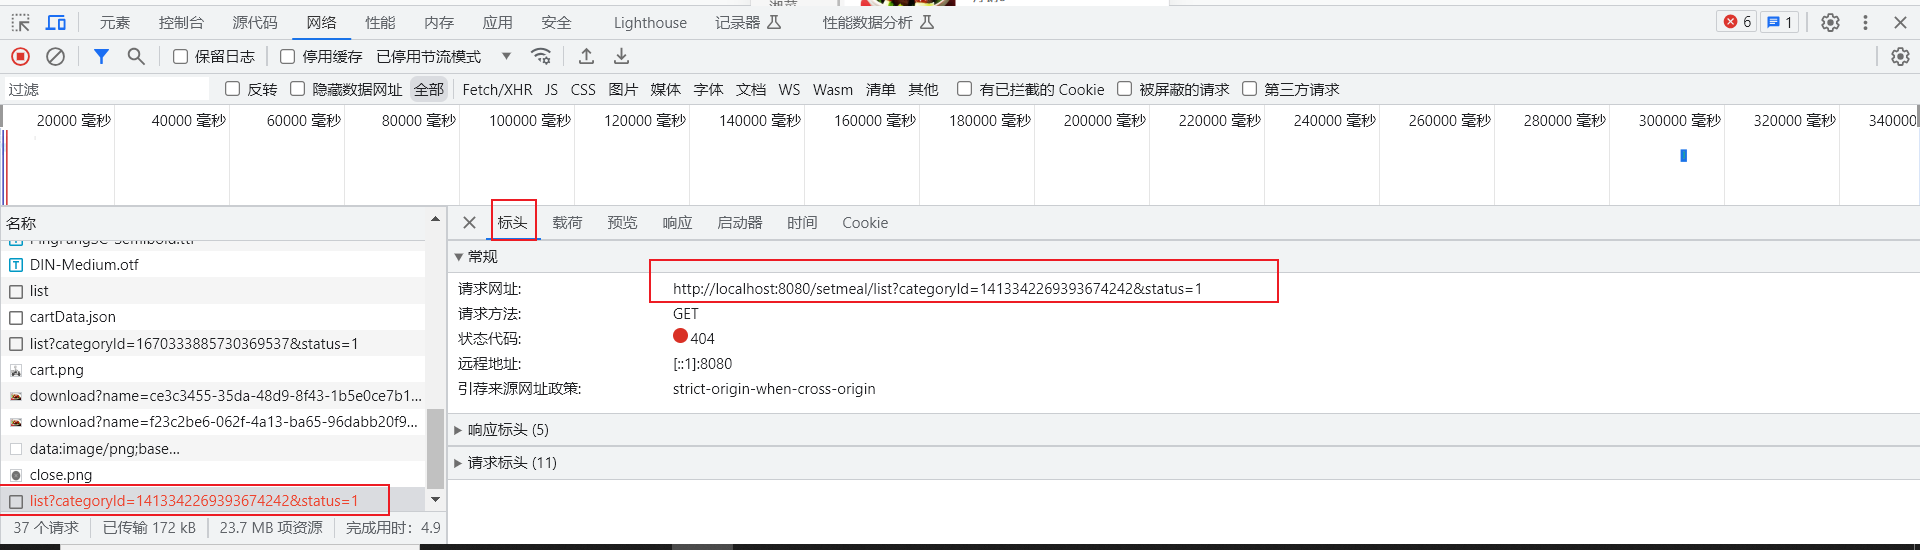 元素 控制台 源代码 网络 性能 内存 应用 安全 Lighthouse 记录器 性能数据分析 6 1
保留日志 停用缓存 已停用节流模式
过滤 反转 隐藏数据网址 全部 Fetch/XHR JS CSS 图片 媒体 字体 文档 WS Wasm 清单 其他 有已拦截的 Cookie 被屏蔽的请求 第三方请求
20000 毫秒 40000 毫秒 60000 毫秒 80000 毫秒 100000 毫秒 120000 毫秒 140000 毫秒 160000 毫秒 180000 毫秒 200000 毫秒 220000 毫秒 240000 毫秒 260000 毫秒 280000 毫秒 300000 毫秒 320000 毫秒 340000
名称
DIN-Medium.otf
list
cartData.json
list?categoryId=1670333885730369537&status=1
cart.png
download?name=ce3c3455-35da-48d9-8f43-1b5e0ce7b1...
download?name=f23c2be6-062f-4a13-ba65-96dabb20f9...
data:image/png;base...
close.png
list?categoryId=1413342269393674242&status=1
37 个请求 已传输 172 kB 23.7 MB 项资源 完成用时: 4.9
标头 载荷 预览 响应 启动器 时间 Cookie
常规
请求网址: http://localhost:8080/setmeal/list?categoryId=1413342269393674242&status=1
请求方法: GET
状态代码: 404
远程地址: [::1]:8080
引荐来源网址政策: strict-origin-when-cross-origin
响应标头 (5)
请求标头 (11)